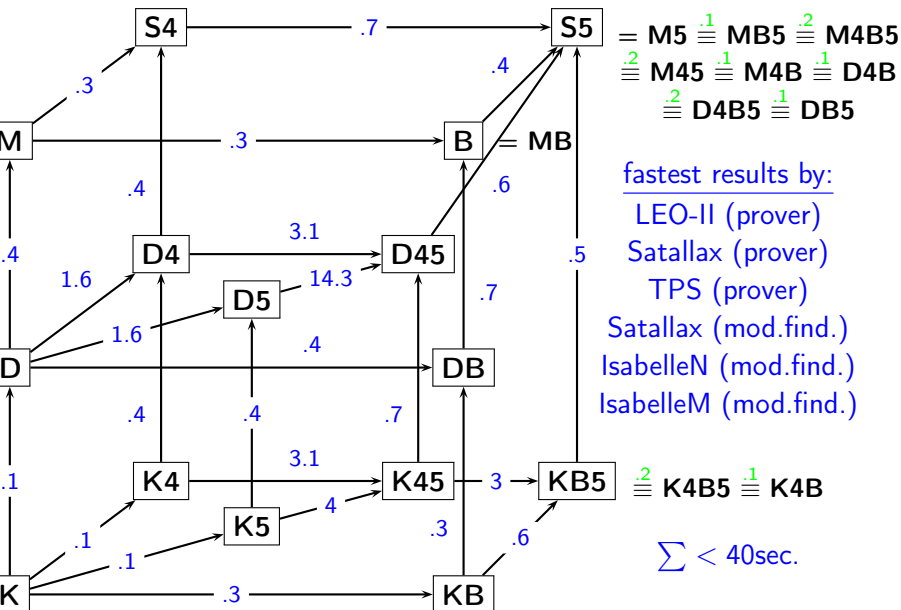 S4
.7
S5
= M5 ≡ .1 MB5 ≡ .2 M4B5
≡ .2 M45 ≡ .1 M4B ≡ .1 D4B
≡ .2 D4B5 ≡ .1 DB5
.3
.4
M
.3
B
= MB
.6
fastest results by:
LEO-II (prover)
Satallax (prover)
TPS (prover)
Satallax (mod.find.)
IsabelleN (mod.find.)
IsabelleM (mod.find.)
.4
.4
D4
3.1
D45
.5
1.6
D5
14.3
.7
1.6
.4
D
DB
.4
.4
.7
.1
K4
3.1
K45
3
KB5
≡ .2 K4B5 ≡ .1 K4B
K5
4
.3
.6
.1
.1
∑ < 40sec.
K
.3
KB